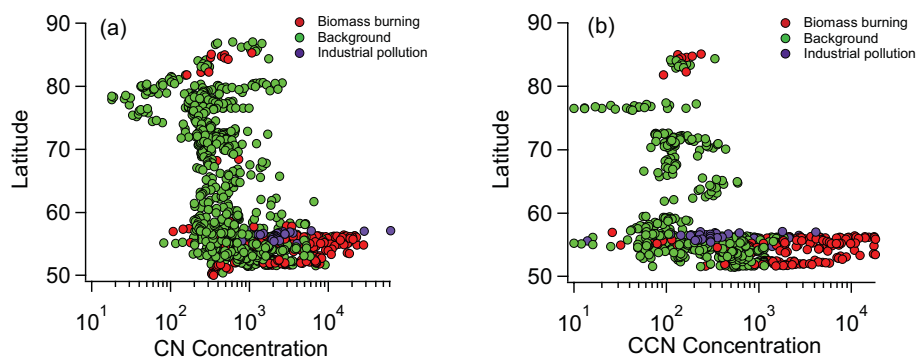 (a)
Biomass burning
Background
Industrial pollution
90
80
70
60
50
Latitude
10^1
10^2
10^3
10^4
CN Concentration
(b)
Biomass burning
Background
Industrial pollution
90
80
70
60
50
Latitude
10^1
10^2
10^3
10^4
CCN Concentration